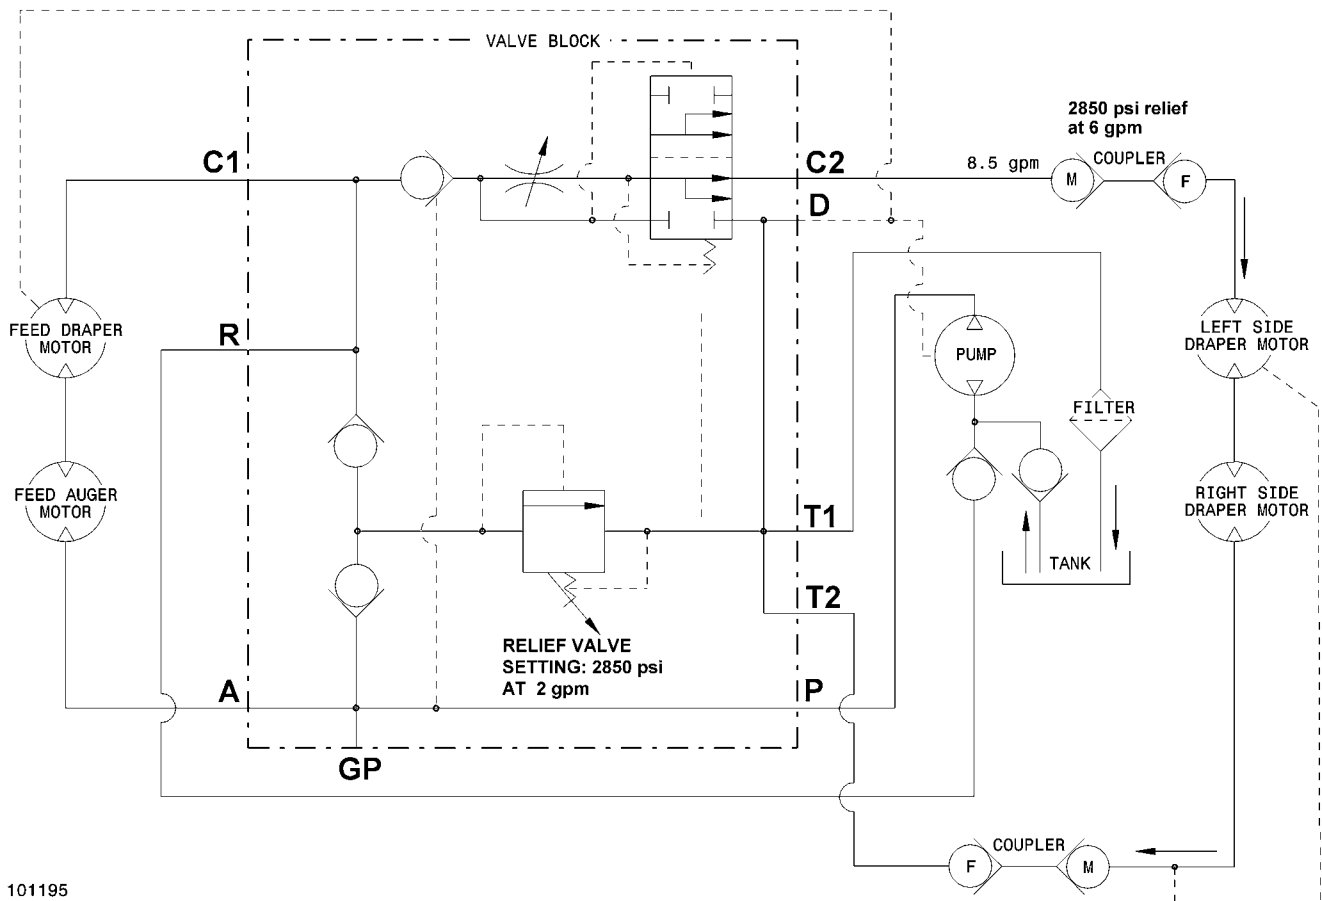 VALVE BLOCK
2850 psi relief
at 6 gpm
C1
C2
8.5 gpm
COUPLER
M
F
D
FEED DRAPER
MOTOR
R
PUMP
LEFT SIDE
DRAPER MOTOR
FILTER
FEED AUGER
MOTOR
RIGHT SIDE
DRAPER MOTOR
T1
TANK
T2
RELIEF VALVE
SETTING: 2850 psi
AT 2 gpm
A
P
GP
COUPLER
F
M
101195